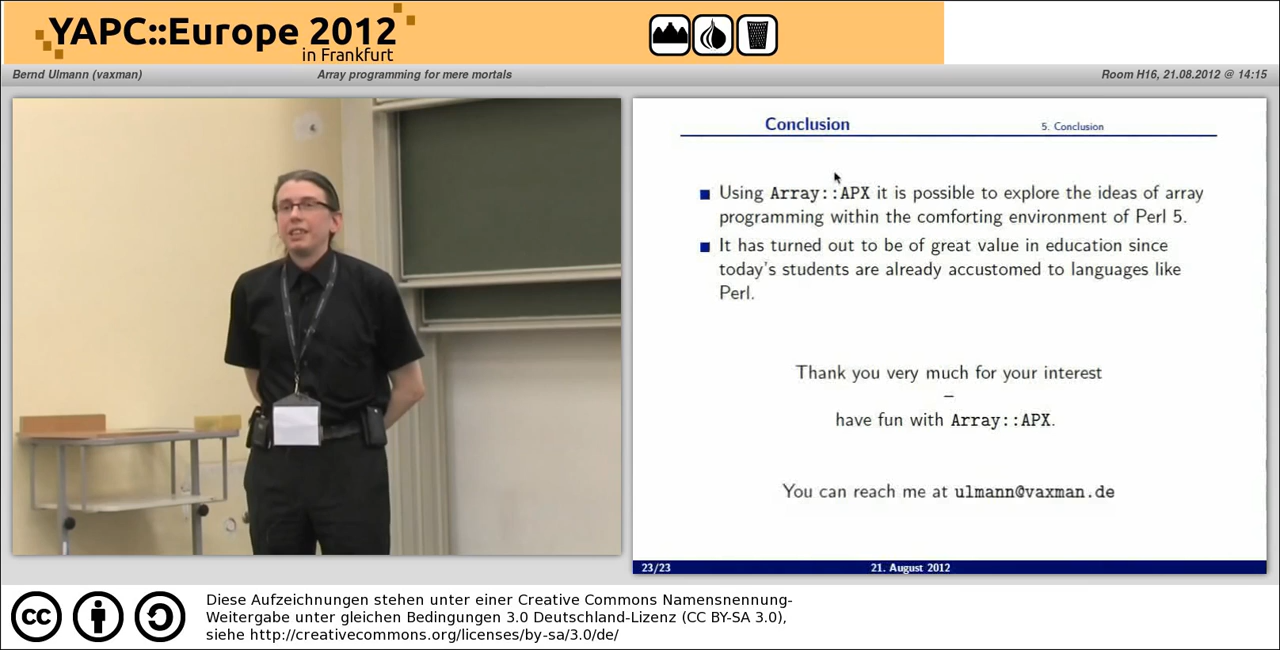 YAPC::Europe 2012
in Frankfurt
Bernd Ulmann (vaxman) Array programming for mere mortals Room H16, 21.08.2012 @ 14:15
Conclusion 5. Conclusion
Using Array::APX it is possible to explore the ideas of array
programming within the comforting environment of Perl 5.
It has turned out to be of great value in education since
today's students are already accustomed to languages like
Perl.
Thank you very much for your interest
–
have fun with Array::APX.
You can reach me at ulmann@vaxman.de
23/23 21. August 2012
cc
Diese Aufzeichnungen stehen unter einer Creative Commons Namensnennung-
Weitergabe unter gleichen Bedingungen 3.0 Deutschland-Lizenz (CC BY-SA 3.0),
siehe http://creativecommons.org/licenses/by-sa/3.0/de/